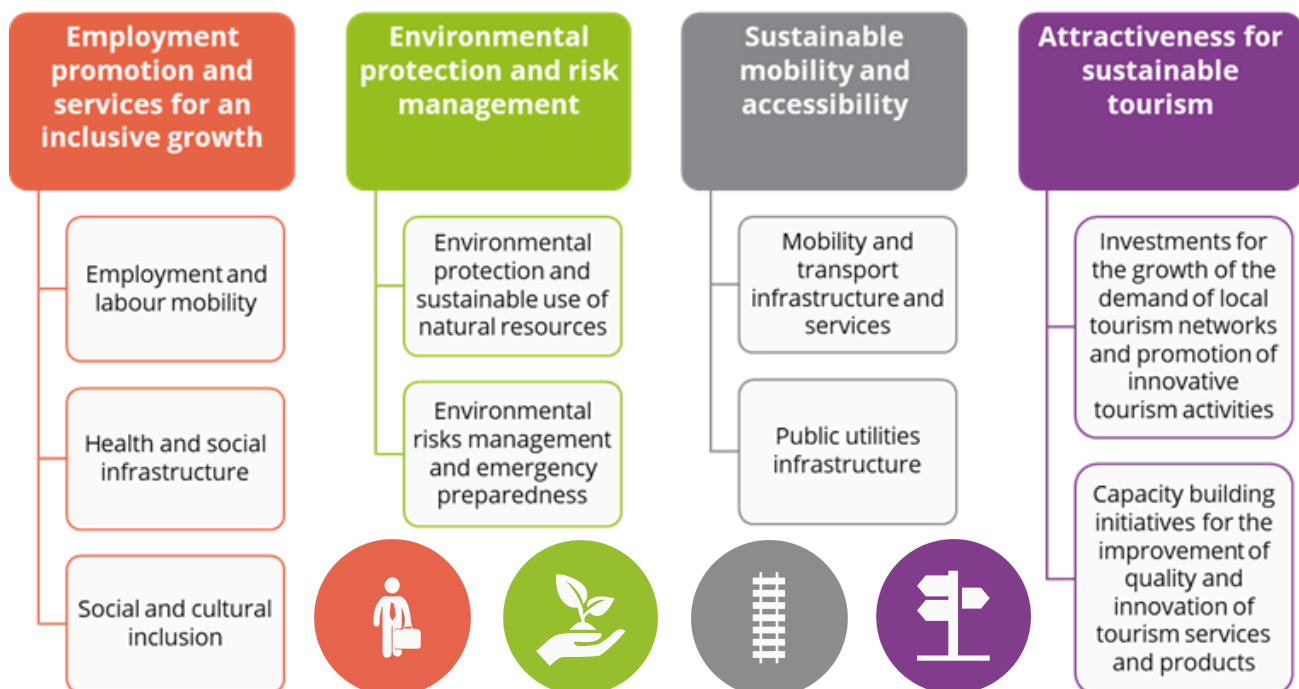 Employment
promotion and
services for an
inclusive growth
Employment and
labour mobility
Health and social
infrastructure
Social and cultural
inclusion
Environmental
protection and risk
management
Environmental
protection and
sustainable use of
natural resources
Environmental
risks management
and emergency
preparedness
Sustainable
mobility and
accessibility
Mobility and
transport
infrastructure and
services
Public utilities
infrastructure
Attractiveness for
sustainable
tourism
Investments for
the growth of the
demand of local
tourism networks
and promotion of
innovative
tourism activities
Capacity building
initiatives for the
improvement of
quality and
innovation of
tourism services
and products